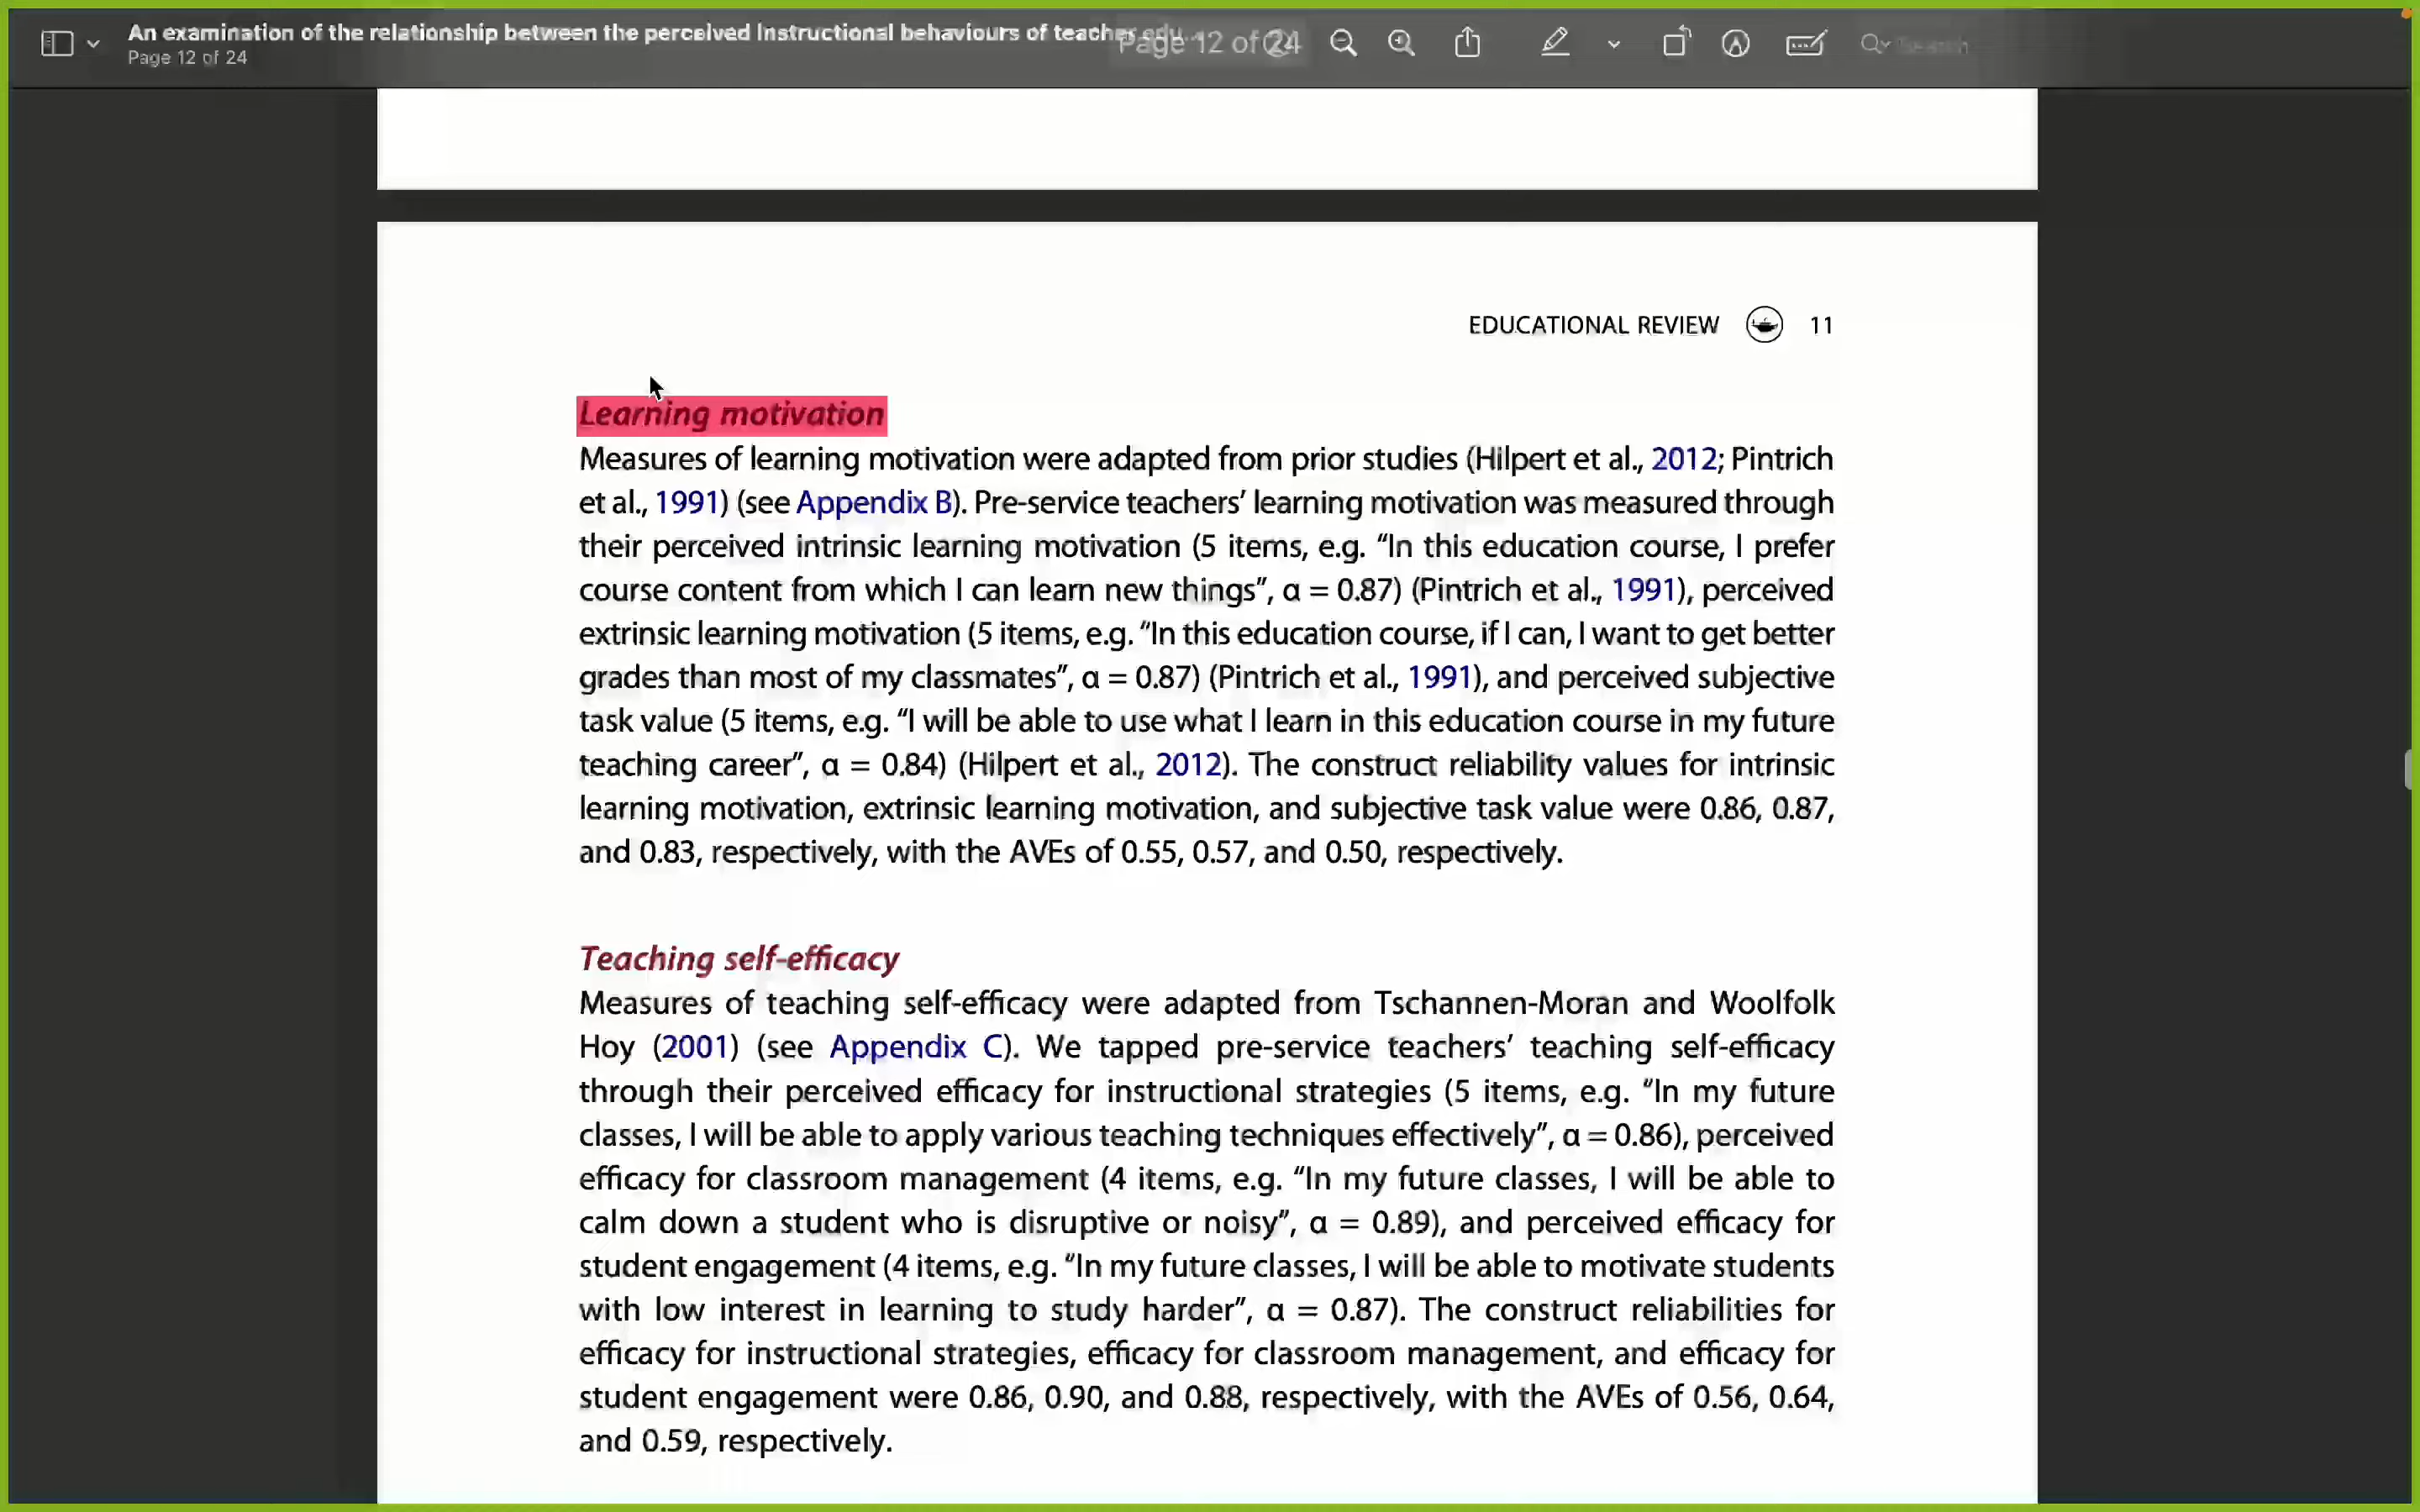 An examination of the relationship between the perceived instructional behaviours of teacher edu...
Page 12 of 24
Page 12 of 24
Search
EDUCATIONAL REVIEW 11
Learning motivation
Measures of learning motivation were adapted from prior studies (Hilpert et al., 2012; Pintrich
et al., 1991) (see Appendix B). Pre-service teachers’ learning motivation was measured through
their perceived intrinsic learning motivation (5 items, e.g. “In this education course, I prefer
course content from which I can learn new things”, α = 0.87) (Pintrich et al., 1991), perceived
extrinsic learning motivation (5 items, e.g. “In this education course, if I can, I want to get better
grades than most of my classmates”, α = 0.87) (Pintrich et al., 1991), and perceived subjective
task value (5 items, e.g. “I will be able to use what I learn in this education course in my future
teaching career”, α = 0.84) (Hilpert et al., 2012). The construct reliability values for intrinsic
learning motivation, extrinsic learning motivation, and subjective task value were 0.86, 0.87,
and 0.83, respectively, with the AVEs of 0.55, 0.57, and 0.50, respectively.
Teaching self-efficacy
Measures of teaching self-efficacy were adapted from Tschannen-Moran and Woolfolk
Hoy (2001) (see Appendix C). We tapped pre-service teachers’ teaching self-efficacy
through their perceived efficacy for instructional strategies (5 items, e.g. “In my future
classes, I will be able to apply various teaching techniques effectively”, α = 0.86), perceived
efficacy for classroom management (4 items, e.g. “In my future classes, I will be able to
calm down a student who is disruptive or noisy”, α = 0.89), and perceived efficacy for
student engagement (4 items, e.g. “In my future classes, I will be able to motivate students
with low interest in learning to study harder”, α = 0.87). The construct reliabilities for
efficacy for instructional strategies, efficacy for classroom management, and efficacy for
student engagement were 0.86, 0.90, and 0.88, respectively, with the AVEs of 0.56, 0.64,
and 0.59, respectively.